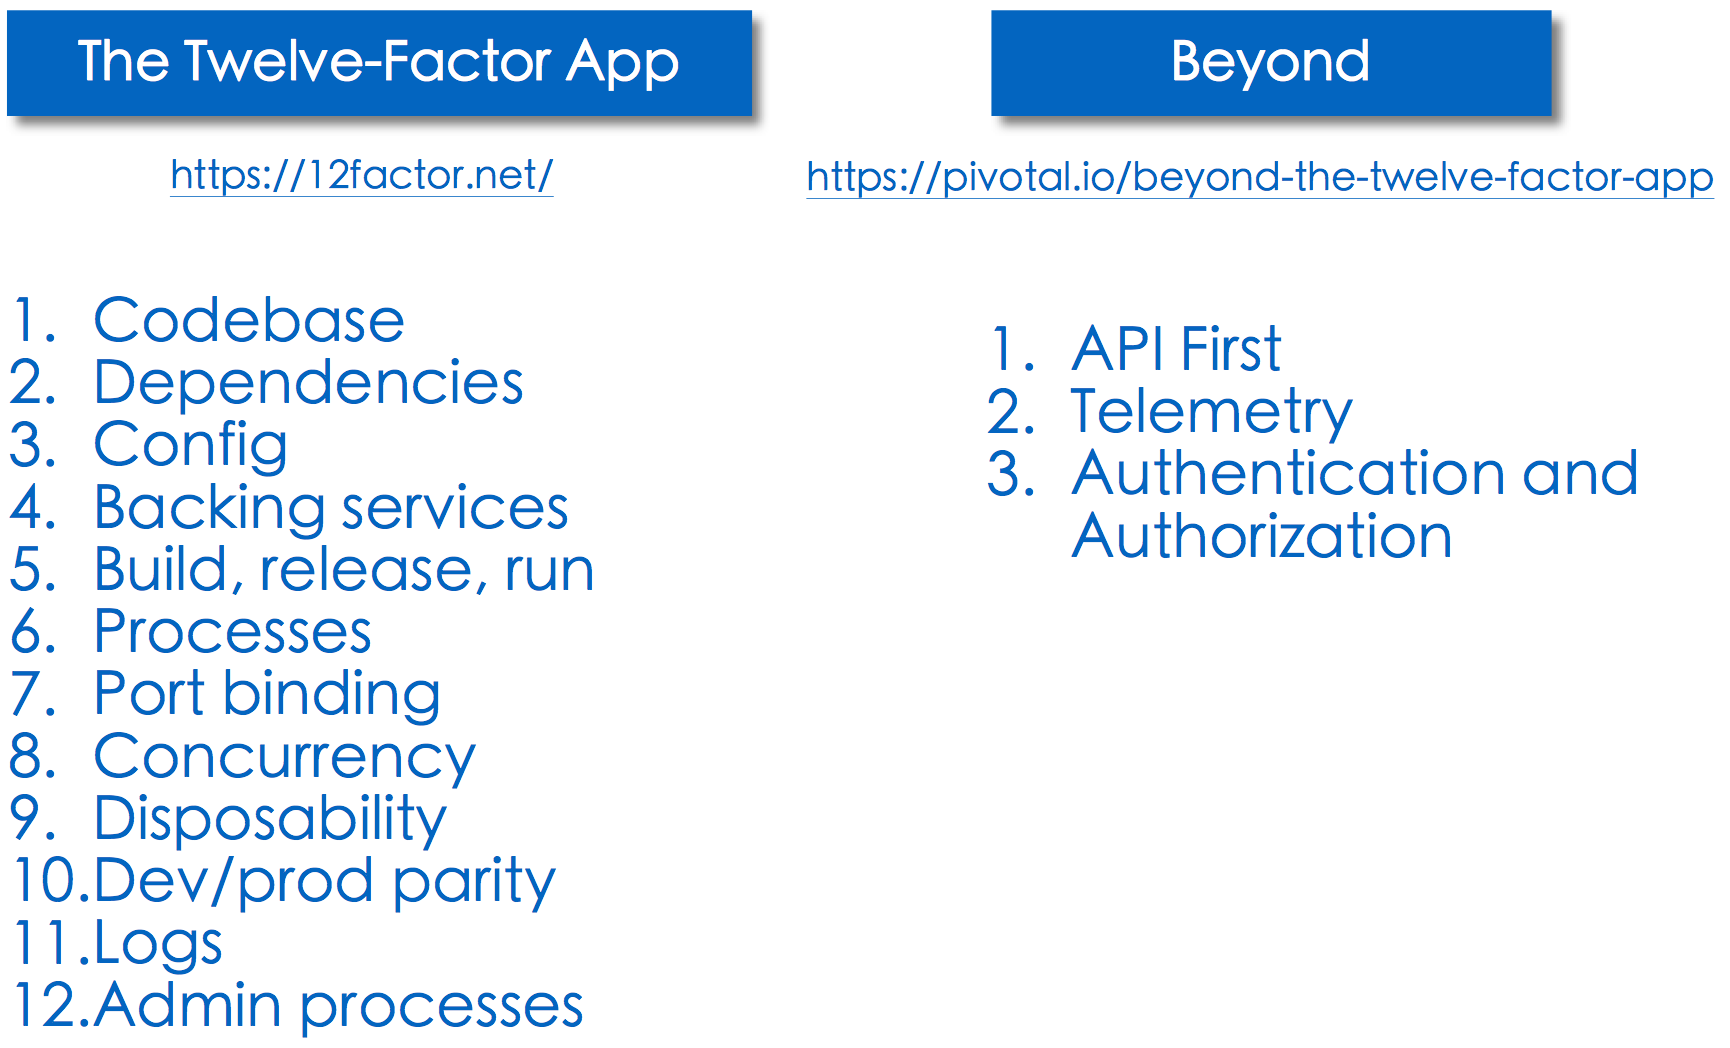 The Twelve-Factor App
https://12factor.net/
1. Codebase
2. Dependencies
3. Config
4. Backing services
5. Build, release, run
6. Processes
7. Port binding
8. Concurrency
9. Disposability
10.Dev/prod parity
11.Logs
12.Admin processes
Beyond
https://pivotal.io/beyond-the-twelve-factor-app
1. API First
2. Telemetry
3. Authentication and
Authorization